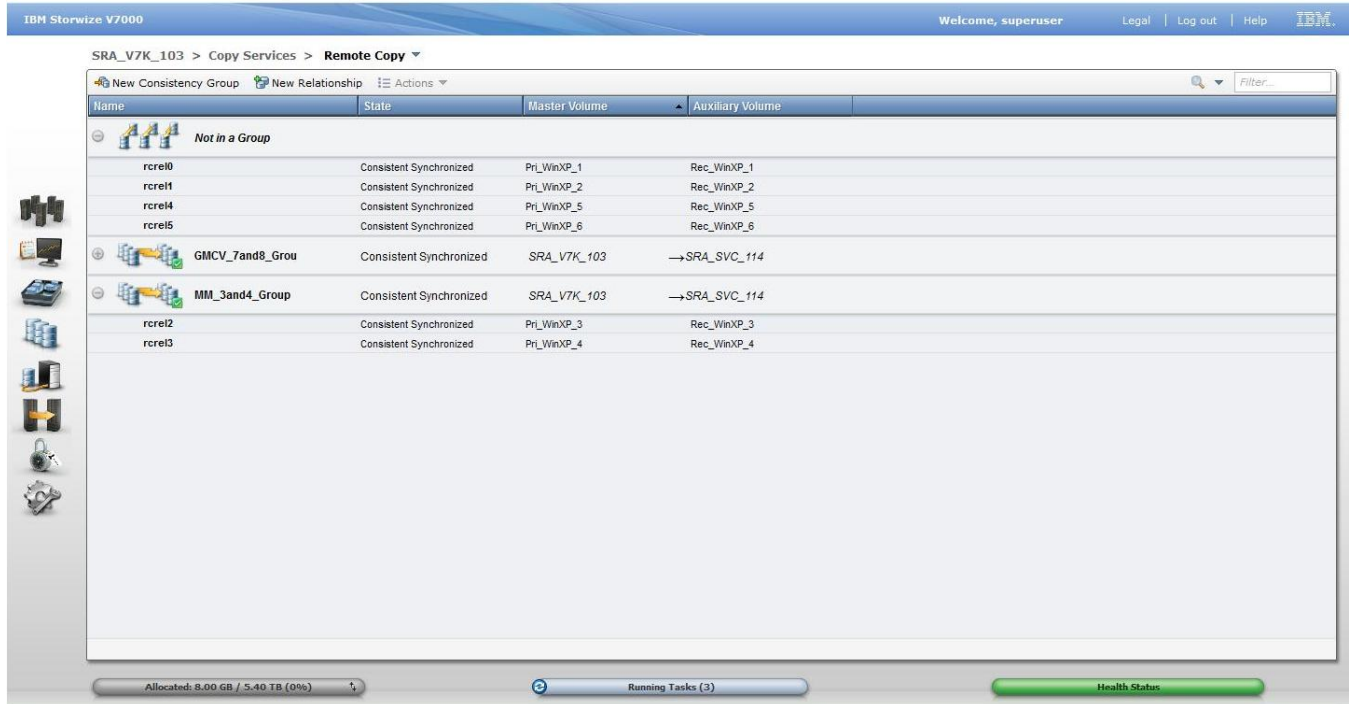 IBM Storwize V7000 Welcome, superuser Legal | Log out | Help IBM.
SRA_V7K_103 > Copy Services > Remote Copy
New Consistency Group New Relationship Actions Filter...
Name State Master Volume Auxiliary Volume
Not in a Group
rcrel0 Consistent Synchronized Pri_WinXP_1 Rec_WinXP_1
rcrel1 Consistent Synchronized Pri_WinXP_2 Rec_WinXP_2
rcrel4 Consistent Synchronized Pri_WinXP_5 Rec_WinXP_5
rcrel5 Consistent Synchronized Pri_WinXP_6 Rec_WinXP_6
GMCV_7and8_Grou Consistent Synchronized SRA_V7K_103 →SRA_SVC_114
MM_3and4_Group Consistent Synchronized SRA_V7K_103 →SRA_SVC_114
rcrel2 Consistent Synchronized Pri_WinXP_3 Rec_WinXP_3
rcrel3 Consistent Synchronized Pri_WinXP_4 Rec_WinXP_4
Allocated: 8.00 GB / 5.40 TB (0%) Running Tasks (3) Health Status